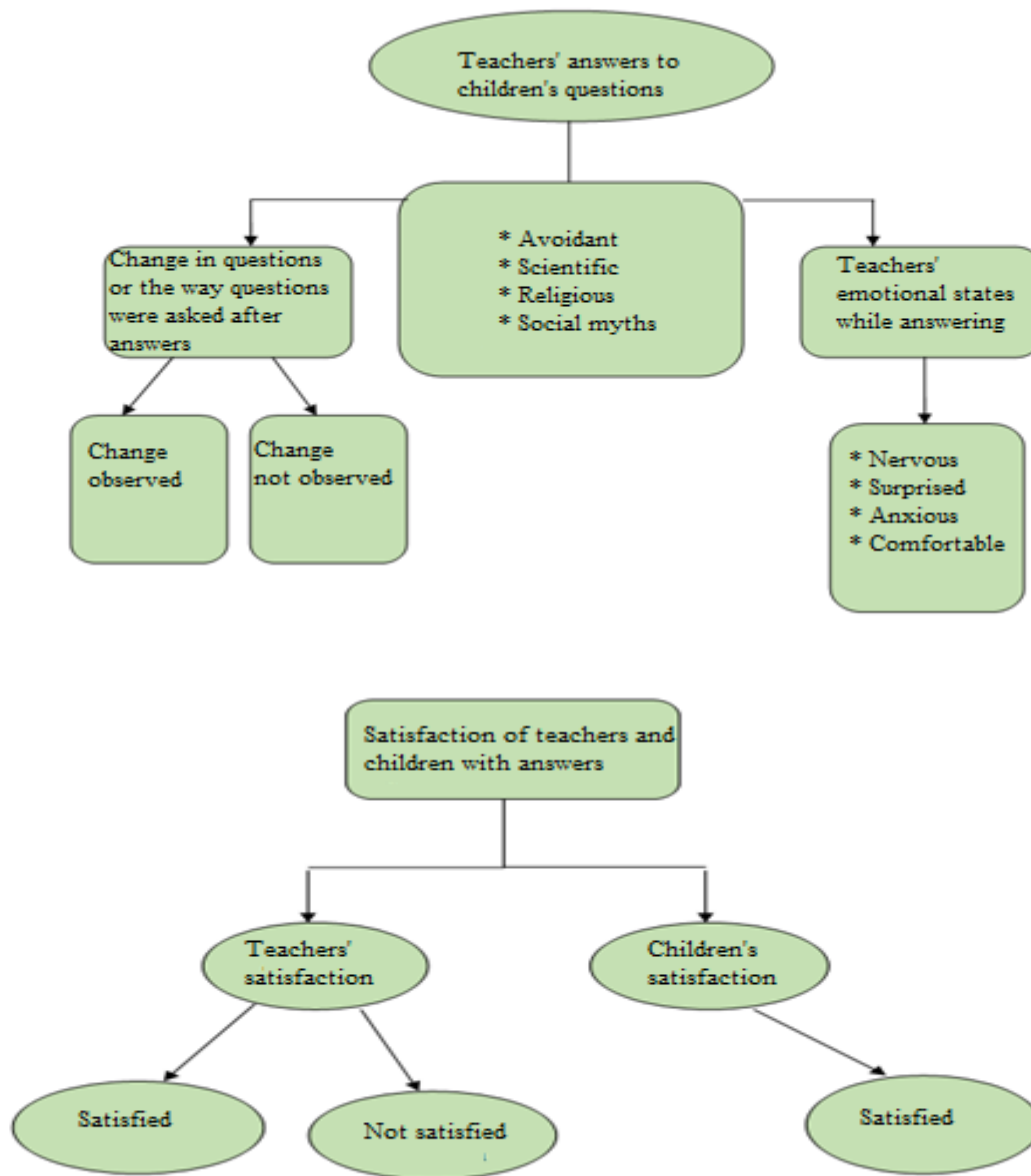 Teachers' answers to
children's questions
Change in questions
or the way questions
were asked after
answers
* Avoidant
* Scientific
* Religious
* Social myths
Teachers'
emotional states
while answering
Change
observed
Change
not observed
* Nervous
* Surprised
* Anxious
* Comfortable
Satisfaction of teachers and
children with answers
Teachers'
satisfaction
Children's
satisfaction
Satisfied
Not satisfied
Satisfied